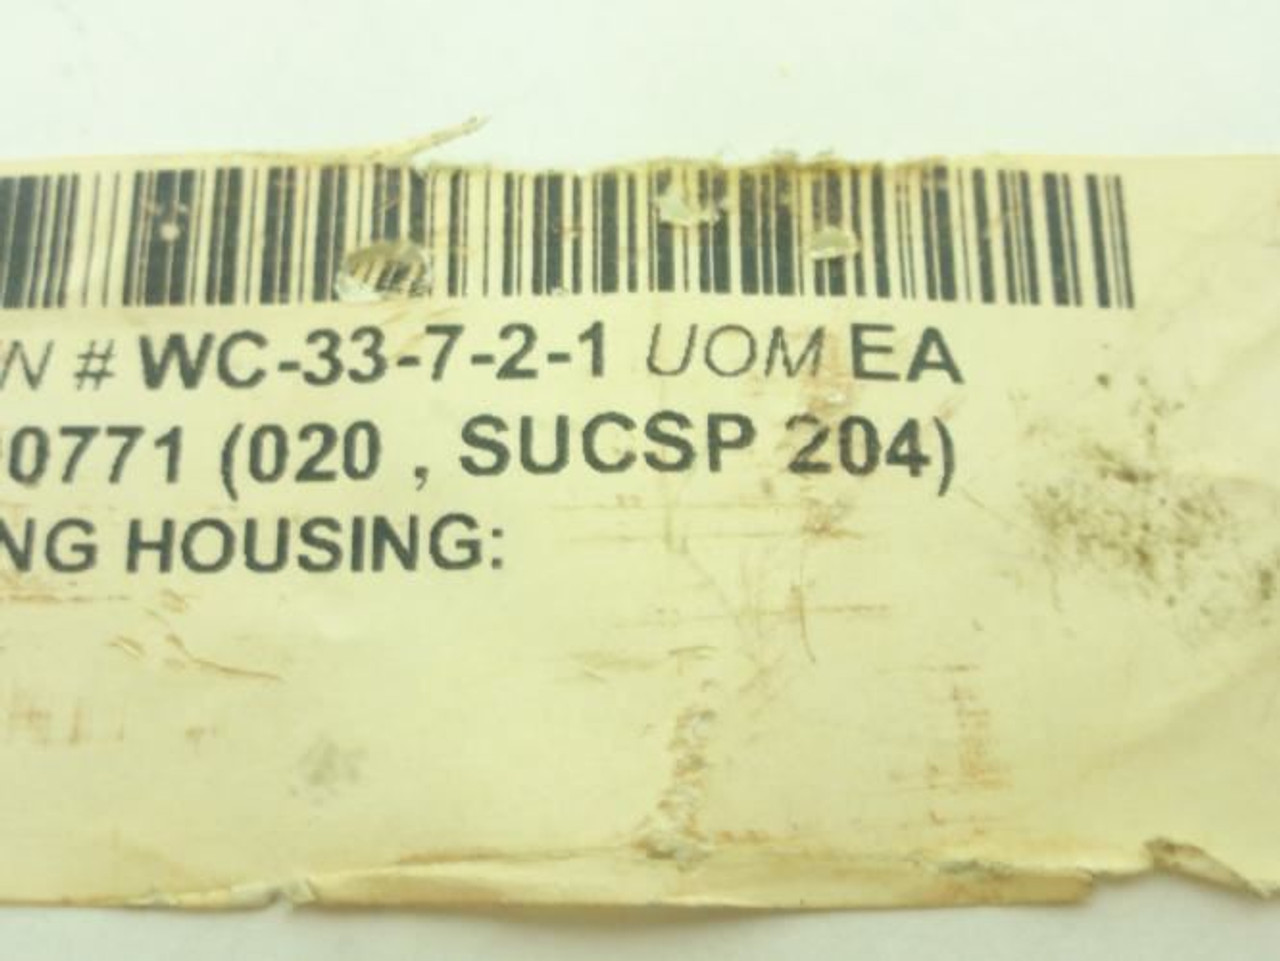 N # WC-33-7-2-1 UOM EA
0771 (020 , SUCSP 204)
NG HOUSING: